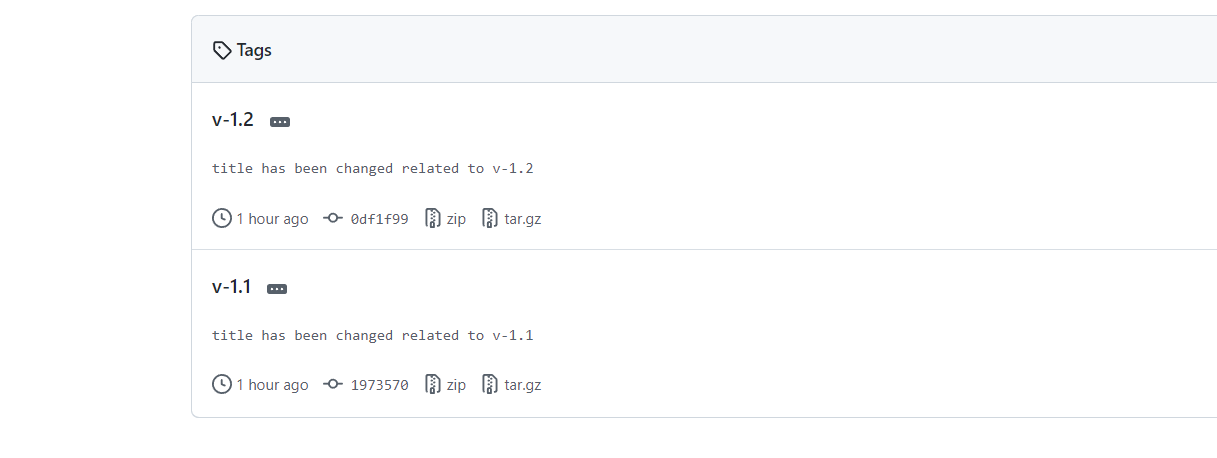 Tags
v-1.2
title has been changed related to v-1.2
1 hour ago 0df1f99 zip tar.gz
v-1.1
title has been changed related to v-1.1
1 hour ago 1973570 zip tar.gz